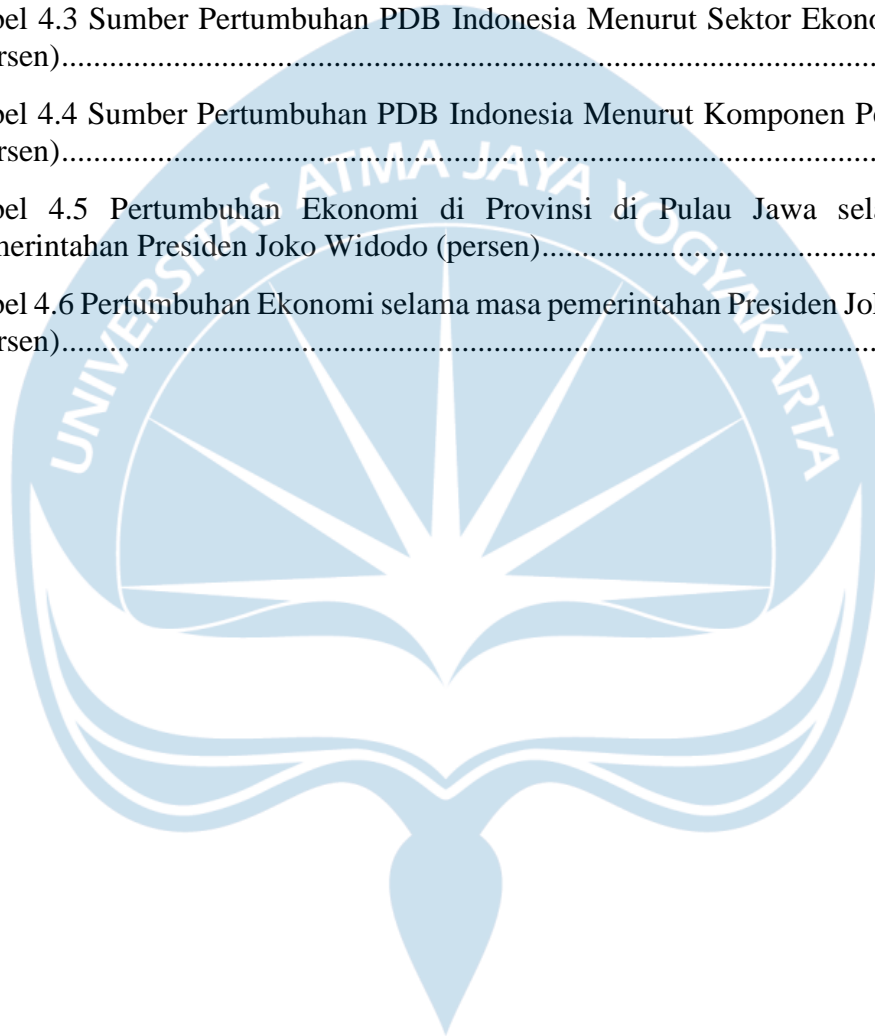 bel 4.3 Sumber Pertumbuhan PDB Indonesia Menurut Sektor Ekono
rsen)
bel 4.4 Sumber Pertumbuhan PDB Indonesia Menurut Komponen Pe
rsen)
UNIVERSITAS ATMA JAYA YOGYAKARTA
bel 4.5 Pertumbuhan Ekonomi di Provinsi di Pulau Jawa sel
merintahan Presiden Joko Widodo (persen)
bel 4.6 Pertumbuhan Ekonomi selama masa pemerintahan Presiden Jo
rsen)